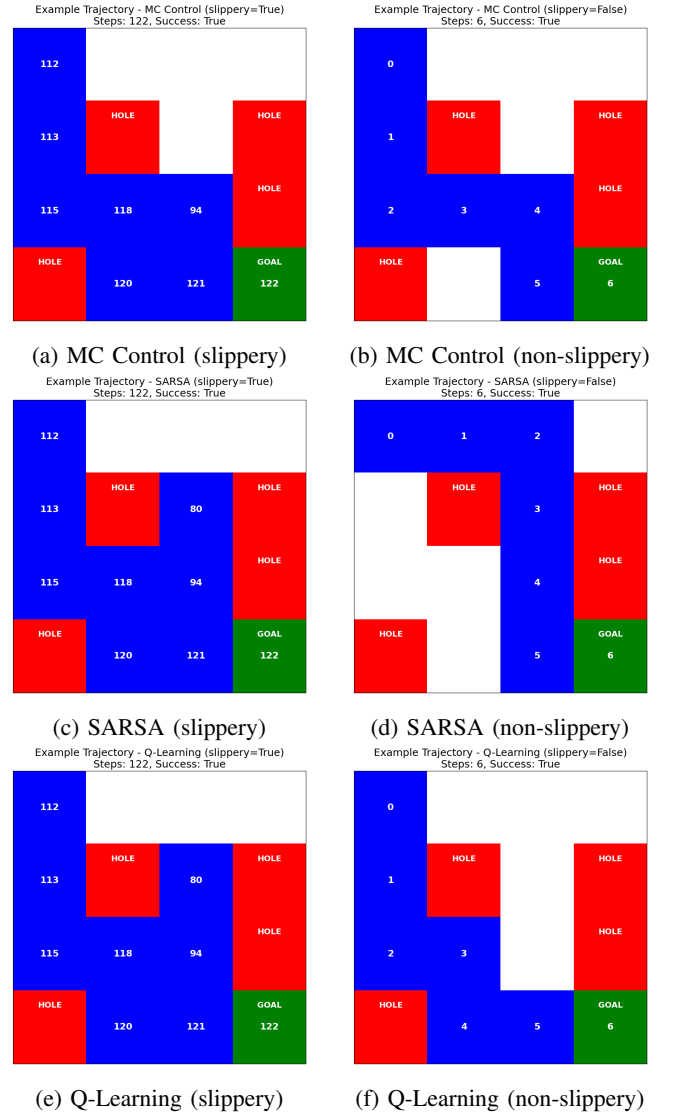 Example Trajectory - MC Control (slippery=True)
Steps: 122, Success: True
112
HOLE HOLE
113
HOLE
115 118 94
HOLE GOAL
120 121 122
(a) MC Control (slippery)
Example Trajectory - MC Control (slippery=False)
Steps: 6, Success: True
0
HOLE HOLE
1
HOLE
2 3 4
HOLE GOAL
5 6
(b) MC Control (non-slippery)
Example Trajectory - SARSA (slippery=True)
Steps: 122, Success: True
112
HOLE HOLE
113 80
HOLE
115 118 94
HOLE GOAL
120 121 122
(c) SARSA (slippery)
Example Trajectory - SARSA (slippery=False)
Steps: 6, Success: True
0 1 2
HOLE HOLE
3
HOLE
4
HOLE GOAL
5 6
(d) SARSA (non-slippery)
Example Trajectory - Q-Learning (slippery=True)
Steps: 122, Success: True
112
HOLE HOLE
113 80
HOLE
115 118 94
HOLE GOAL
120 121 122
(e) Q-Learning (slippery)
Example Trajectory - Q-Learning (slippery=False)
Steps: 6, Success: True
0
HOLE HOLE
1
HOLE
2 3
HOLE GOAL
4 5 6
(f) Q-Learning (non-slippery)